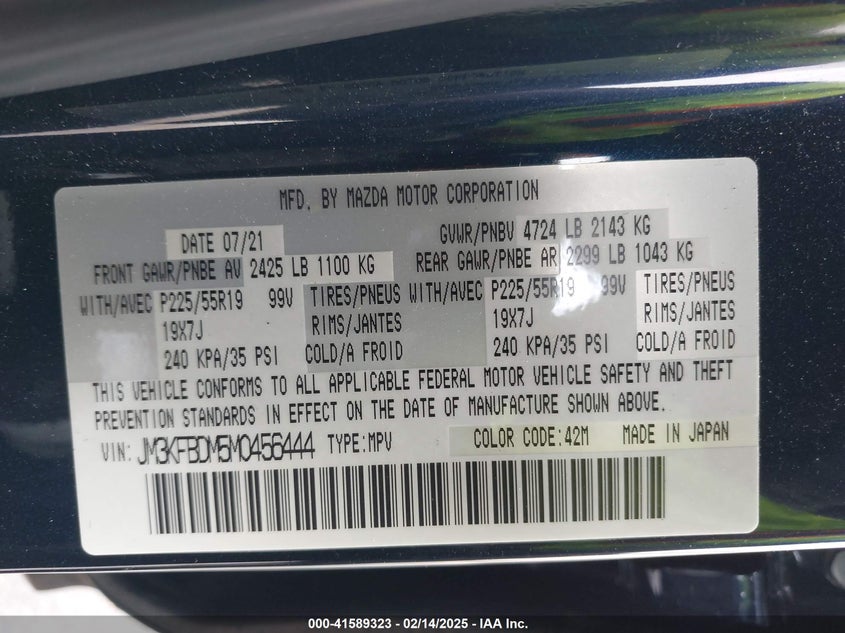 MFD. BY MAZDA MOTOR CORPORATION
DATE 07/21 GVWR/PNBV 4724 LB 2143 KG
FRONT GAWR/PNBE AV 2425 LB 1100 KG REAR GAWR/PNBE AR 2299 LB 1043 KG
WITH/AVEC P225/55R19 99V TIRES/PNEUS WITH/AVEC P225/55R19 99V TIRES/PNEUS
19X7J RIMS/JANTES 19X7J RIMS/JANTES
240 KPA/35 PSI COLD/A FROID 240 KPA/35 PSI COLD/A FROID
THIS VEHICLE CONFORMS TO ALL APPLICABLE FEDERAL MOTOR VEHICLE SAFETY AND THEFT
PREVENTION STANDARDS IN EFFECT ON THE DATE OF MANUFACTURE SHOWN ABOVE.
VIN: JM3KFBDM5M0456444 TYPE:MPV COLOR CODE:42M MADE IN JAPAN
000-41589323 - 02/14/2025 - IAA Inc.